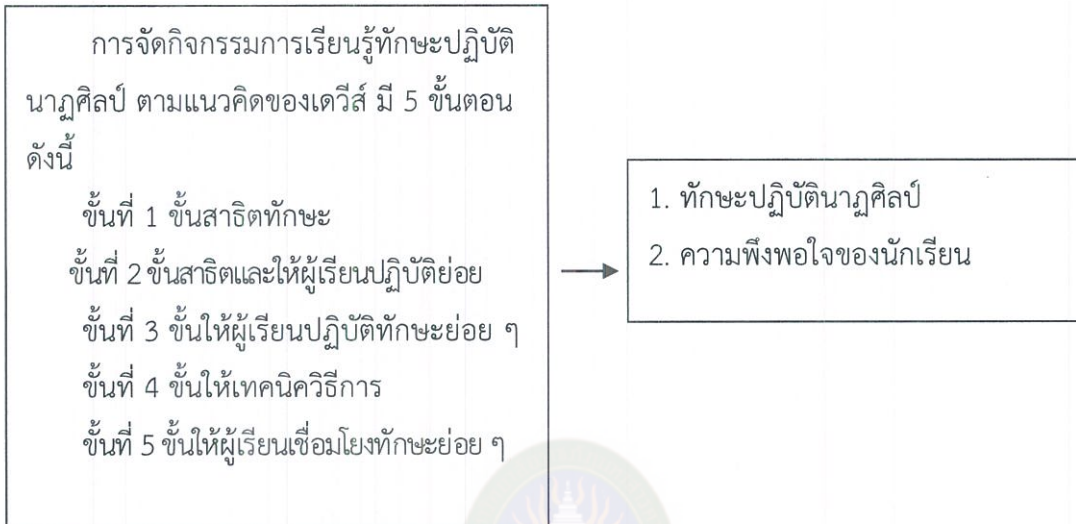 การจัดกิจกรรมการเรียนรู้ทักษะปฏิบัติ
นาฏศิลป์ ตามแนวคิดของเดวีส์ มี 5 ขั้นตอน
ดังนี้
ขั้นที่ 1 ขั้นสาธิตทักษะ
ขั้นที่ 2 ขั้นสาธิตและให้ผู้เรียนปฏิบัติย่อย
ขั้นที่ 3 ขั้นให้ผู้เรียนปฏิบัติทักษะย่อย ๆ
ขั้นที่ 4 ขั้นให้เทคนิควิธีการ
ขั้นที่ 5 ขั้นให้ผู้เรียนเชื่อมโยงทักษะย่อย ๆ
1. ทักษะปฏิบัตินาฏศิลป์
2. ความพึงพอใจของนักเรียน